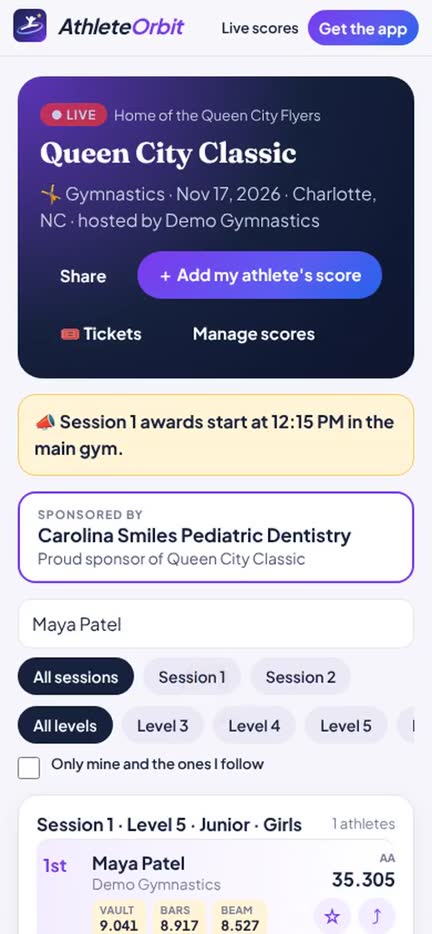 AthleteOrbit Live scores Get the app
LIVE Home of the Queen City Flyers
Queen City Classic
Gymnastics · Nov 17, 2026 · Charlotte,
NC · hosted by Demo Gymnastics
Share + Add my athlete's score
Tickets Manage scores
Session 1 awards start at 12:15 PM in the
main gym.
SPONSORED BY
Carolina Smiles Pediatric Dentistry
Proud sponsor of Queen City Classic
Maya Patel
All sessions Session 1 Session 2
All levels Level 3 Level 4 Level 5
Only mine and the ones I follow
Session 1 · Level 5 · Junior · Girls 1 athletes
1st Maya Patel AA
Demo Gymnastics 35.305
VAULT BARS BEAM
9.041 8.917 8.527